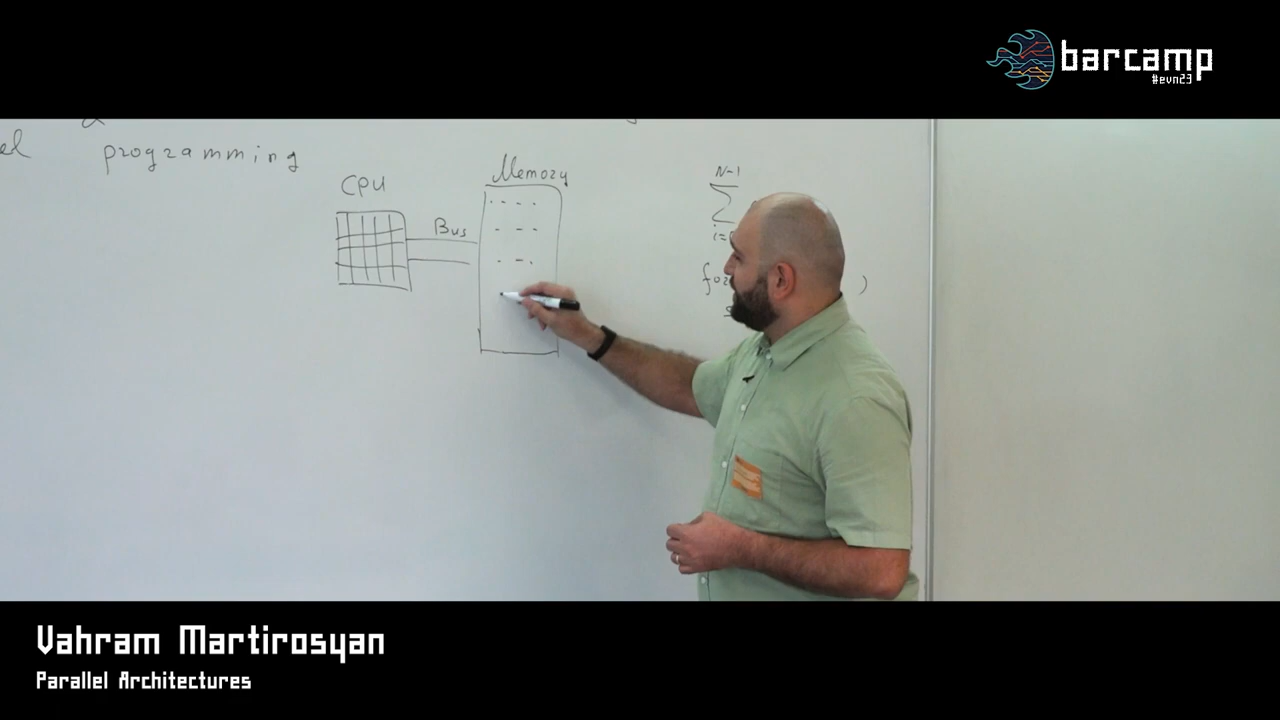 barcamp
#evn23
programming
CPU
Bus
Memory
N-1
∑
i=
for )
Vahram Martirosyan
Parallel Architectures